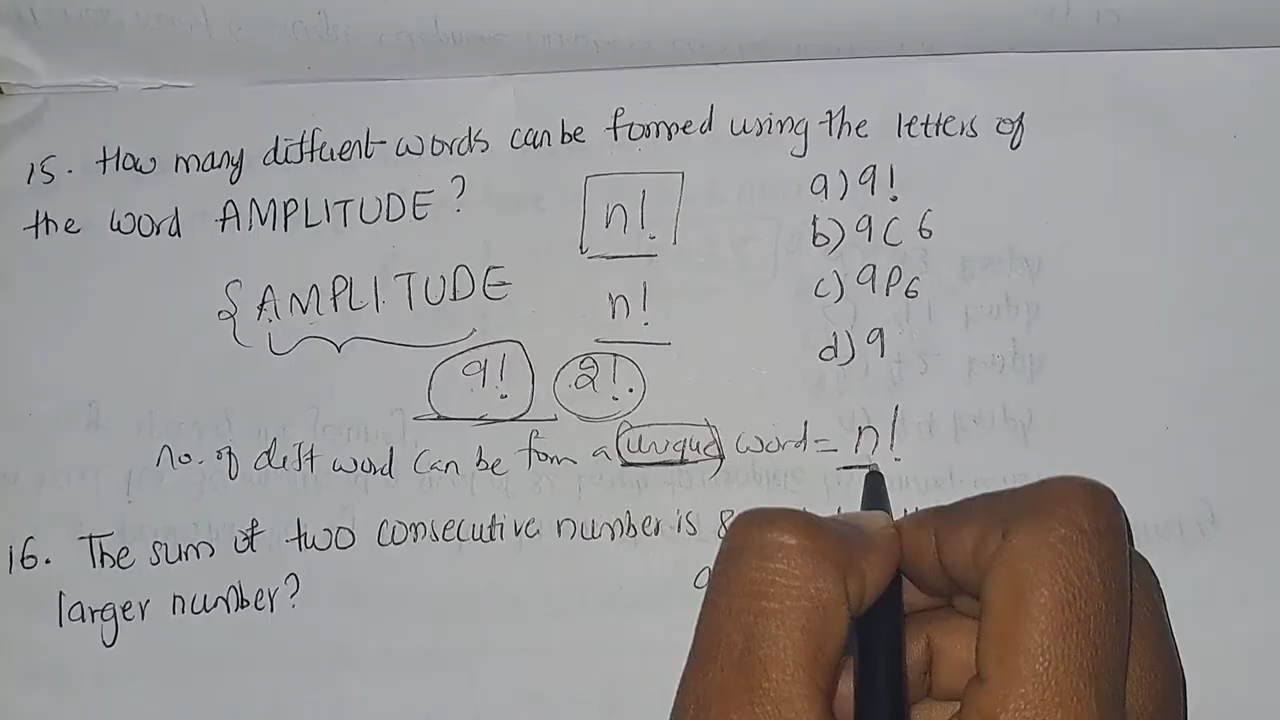 15. How many different words can be formed using the letters of
the word AMPLITUDE?
n!
a) 9!
b) 9C6
c) 9P6
d) 9
{AMPLITUDE
n!
9! 2!.
no. of diff word can be form a unique word = n!
16. The sum of two consecutive number is 8
larger number?